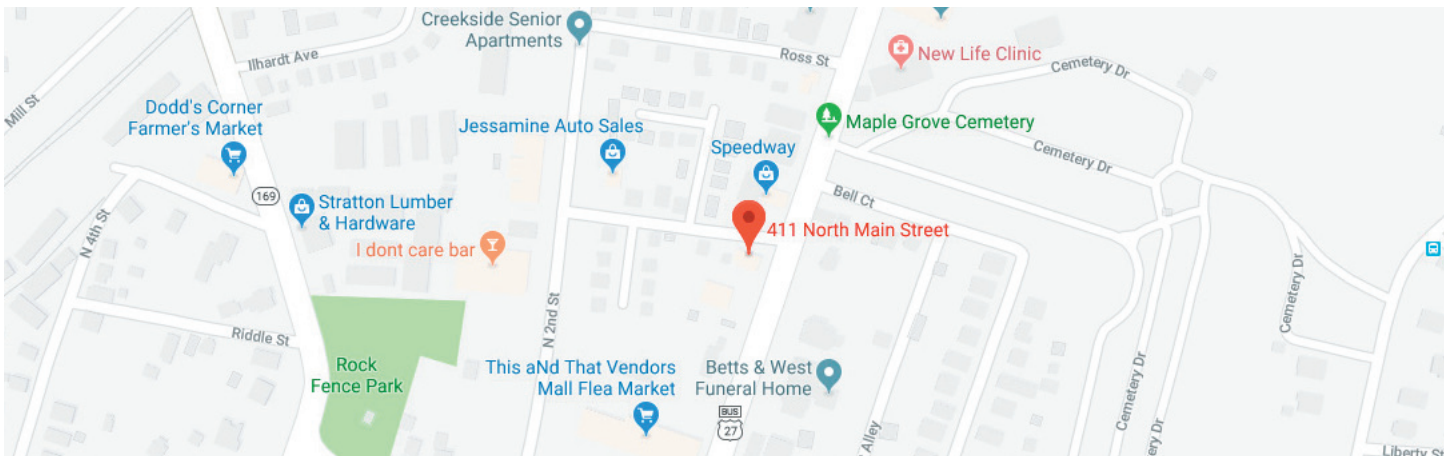 Creekside Senior
Apartments
Ross St
New Life Clinic
Ilhardt Ave
Cemetery Dr
Mill St
Dodd's Corner
Farmer's Market
Jessamine Auto Sales
Maple Grove Cemetery
Speedway
Cemetery Dr
169
Bell Ct
Stratton Lumber
& Hardware
411 North Main Street
N 4th St
I dont care bar
Cemetery Dr
N 2nd St
Riddle St
Rock
Fence Park
This aNd That Vendors
Mall Flea Market
Betts & West
Funeral Home
Cemetery Dr
BUS
27
Alley
Dr
Liberty St